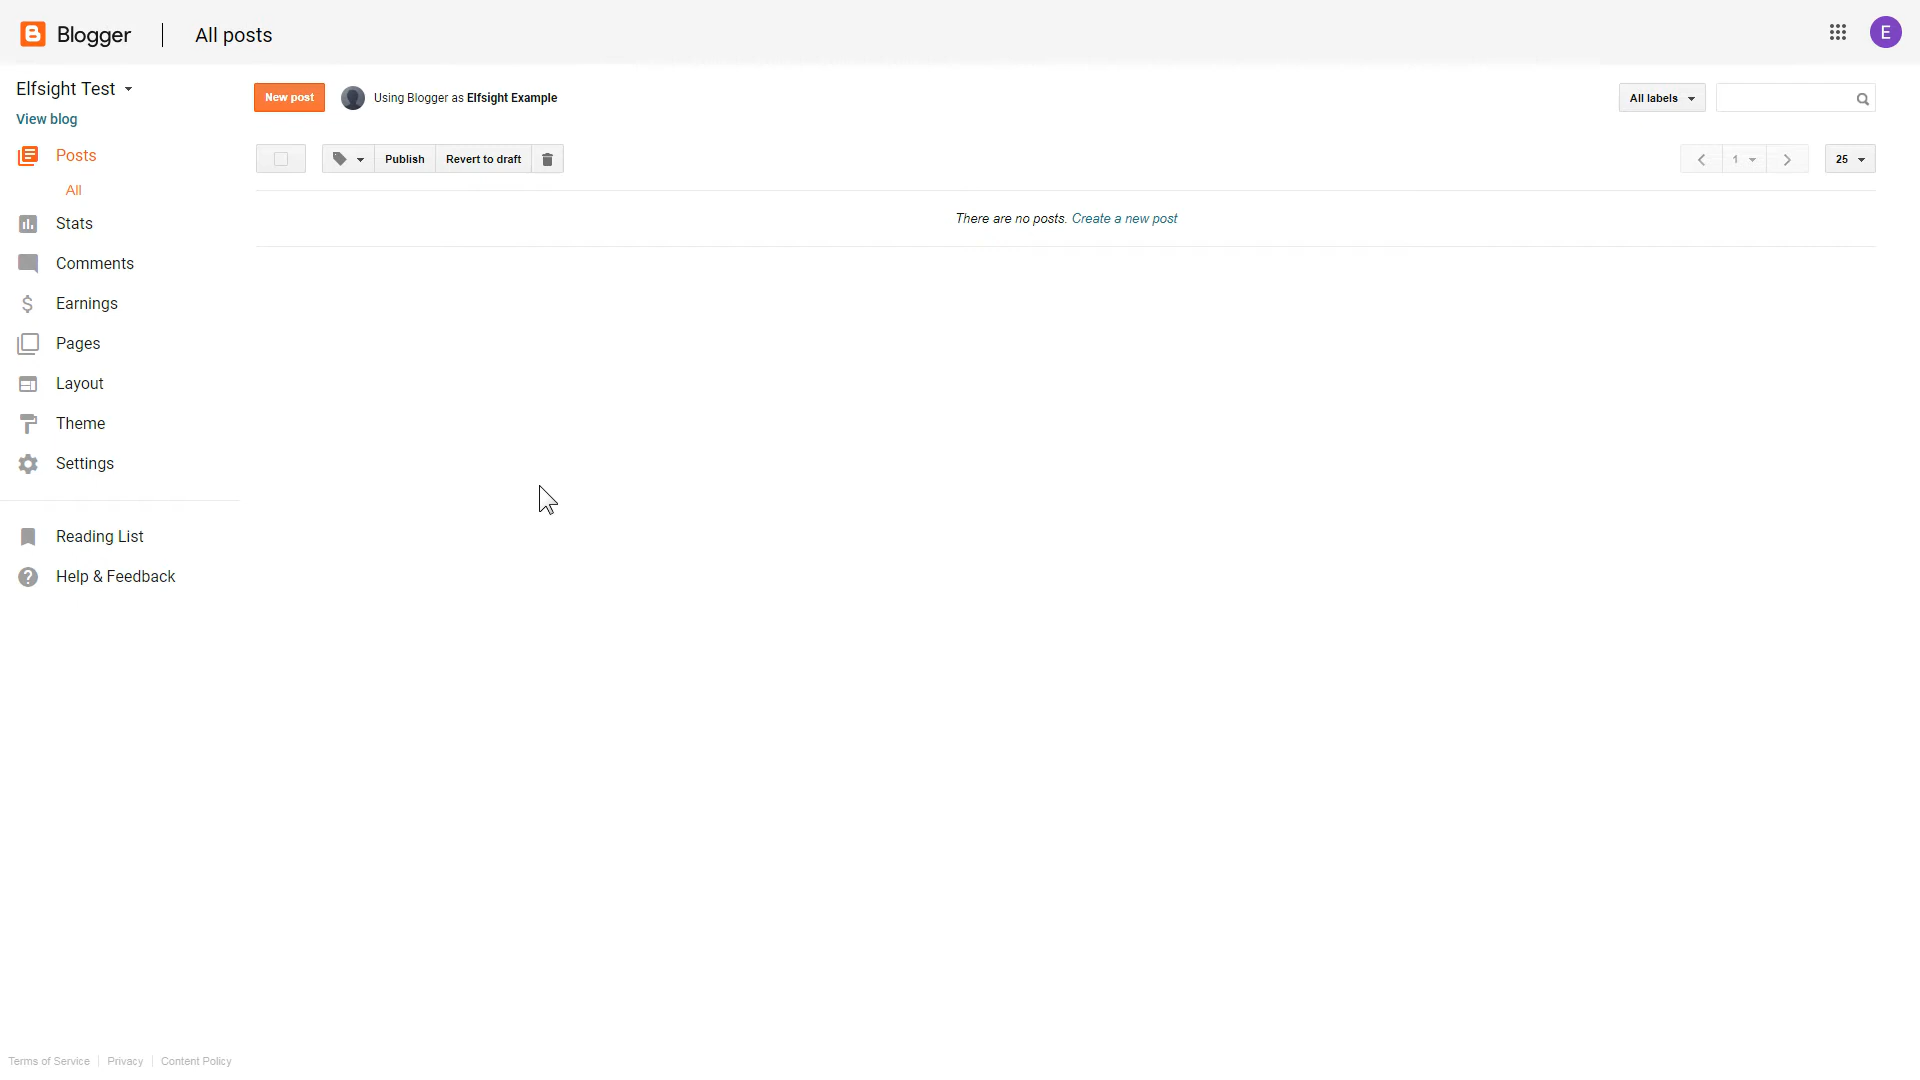 Blogger
All posts
E
Elfsight Test
View blog
Posts
All
Stats
Comments
Earnings
Pages
Layout
Theme
Settings
Reading List
Help & Feedback
New post
Using Blogger as Elfsight Example
All labels
Publish
Revert to draft
1
25
There are no posts. Create a new post
Terms of Service
Privacy
Content Policy